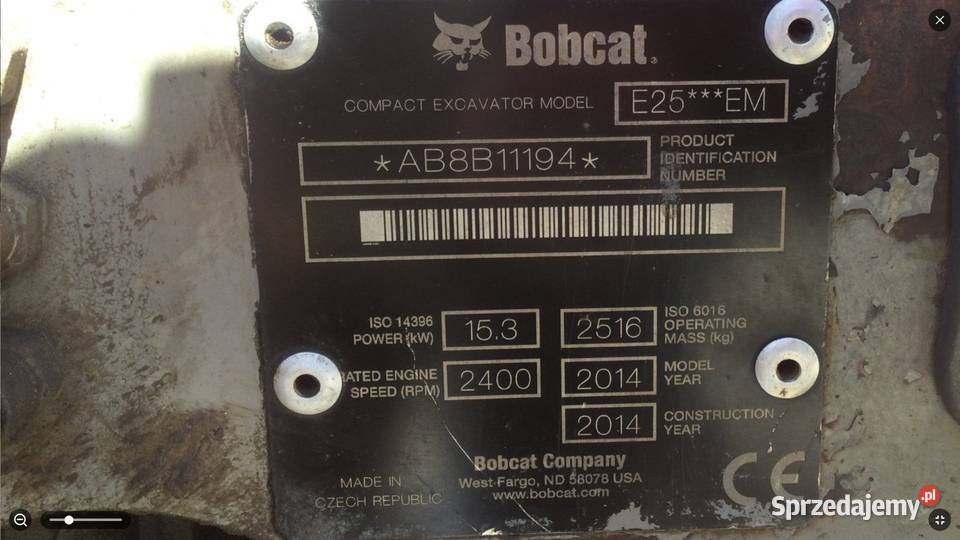 Bobcat.
COMPACT EXCAVATOR MODEL E25***EM
*AB8B11194*
PRODUCT
IDENTIFICATION
NUMBER
ISO 14396
POWER (kW)
15.3
2516
ISO 6016
OPERATING
MASS (kg)
RATED ENGINE
SPEED (RPM)
2400
2014
MODEL
YEAR
2014
CONSTRUCTION
YEAR
Bobcat Company
West Fargo, ND 58078 USA
www.bobcat.com
MADE IN
CZECH REPUBLIC
CE
Sprzedajemy.pl